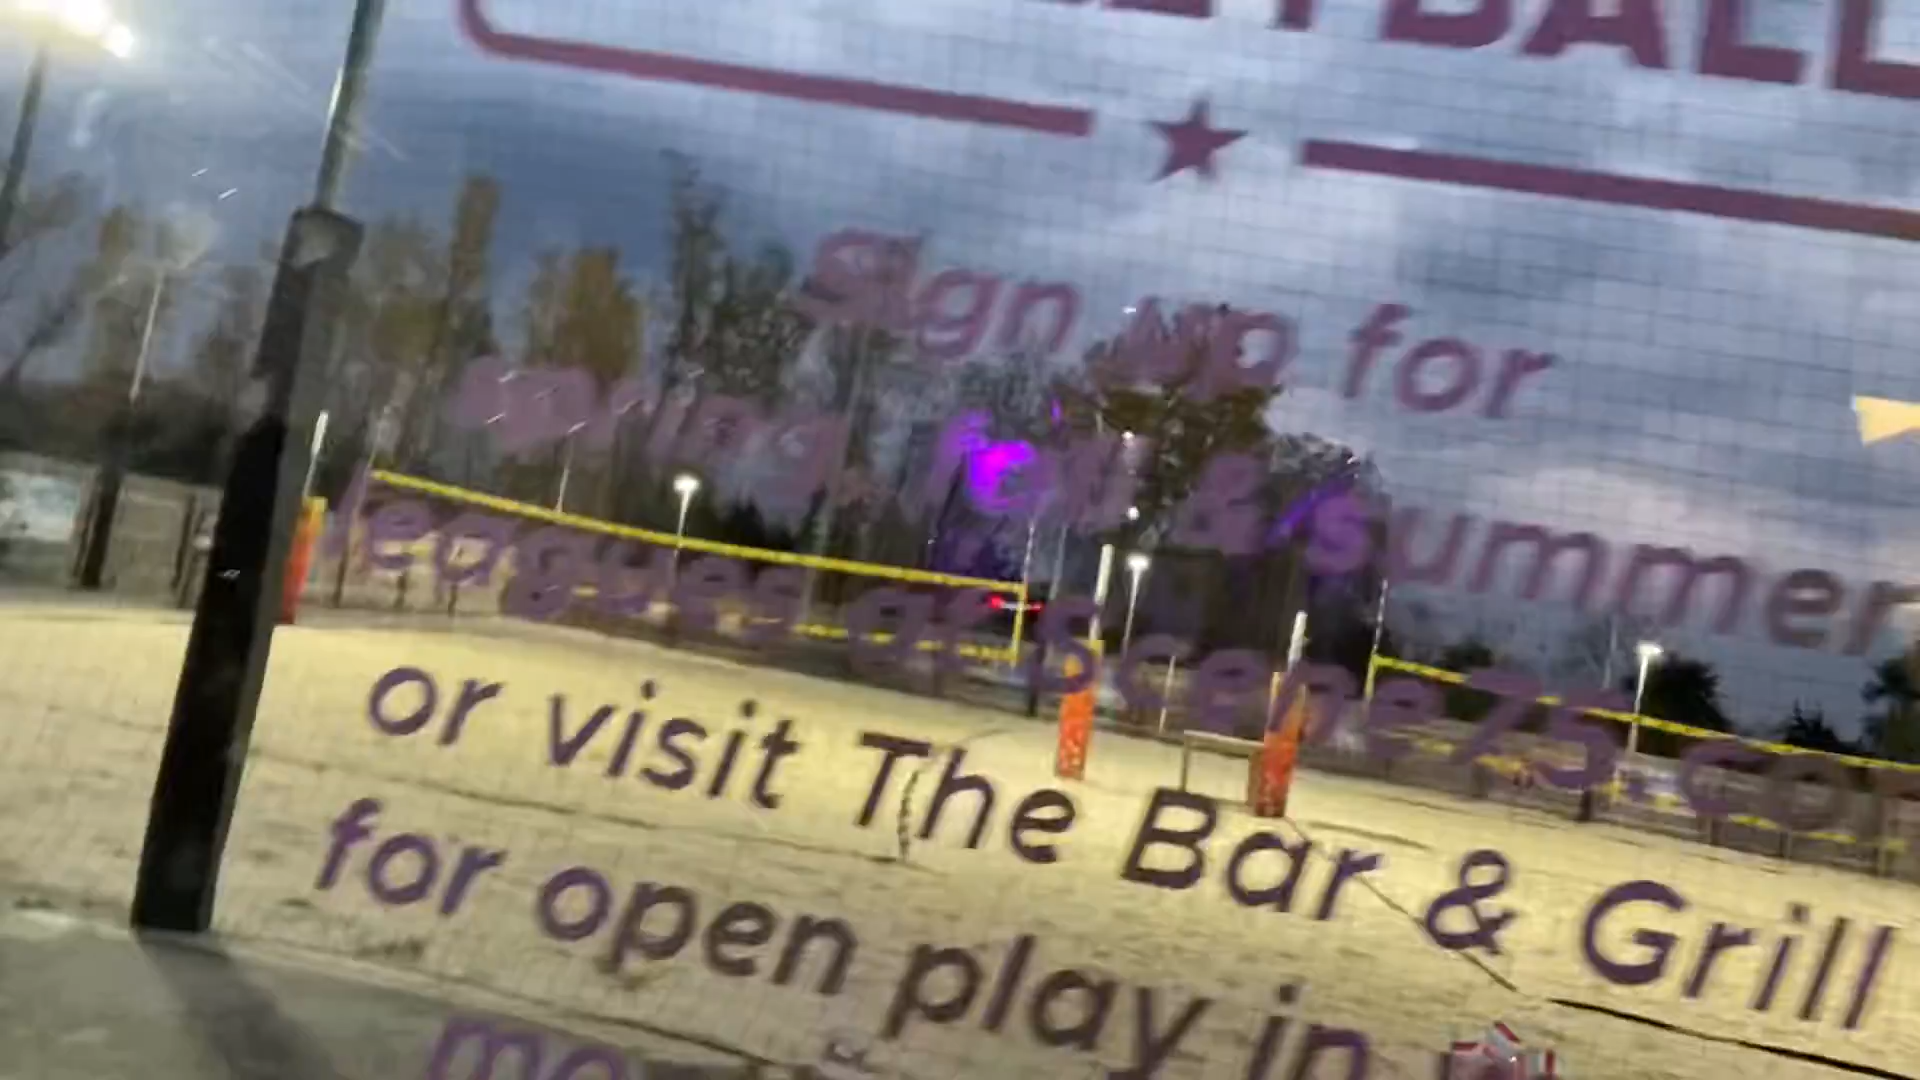 Sign up for
spring, fall & summer
leagues at Scene75.co
or visit The Bar & Grill
for open play in